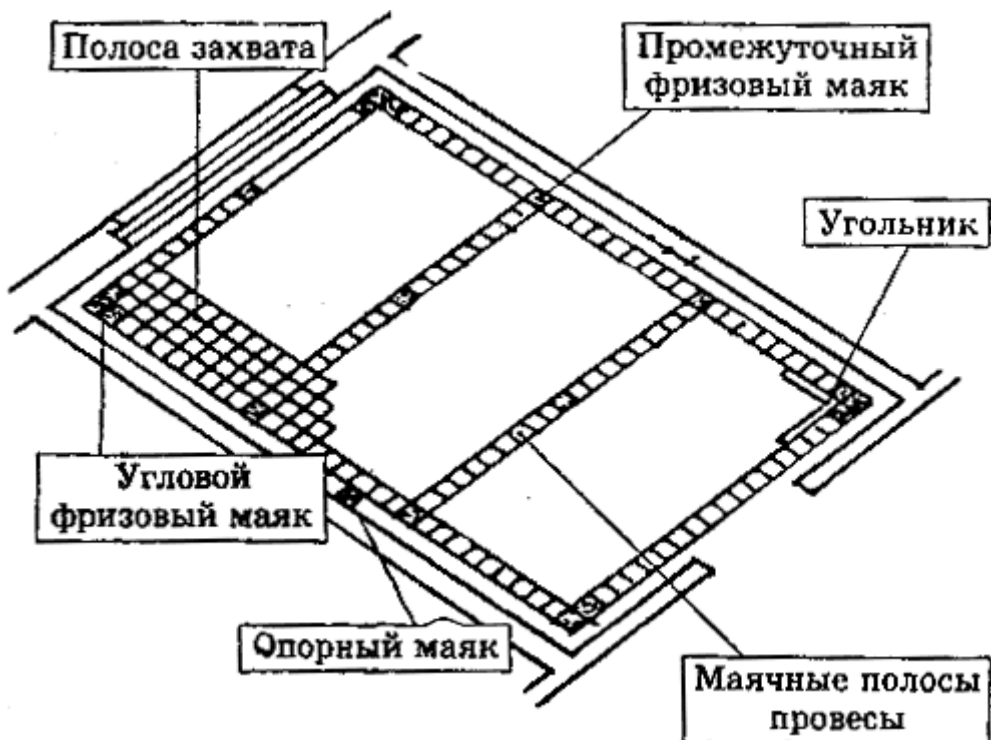 Полоса захвата
Промежуточный
фризовый маяк
Угольник
Угловой
фризовый маяк
Опорный маяк
Маячные полосы
провесы